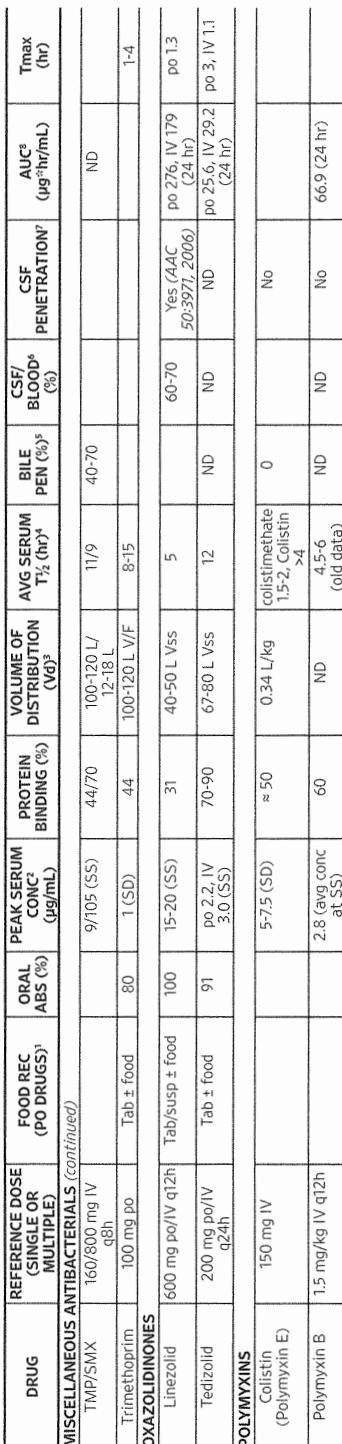 DRUG | REFERENCE DOSE (SINGLE OR MULTIPLE) | FOOD REC (PO DRUGS)¹ | ORAL ABS (%) | PEAK SERUM CONC² (µg/mL) | PROTEIN BINDING (%) | VOLUME OF DISTRIBUTION (Vd)³ | AVG SERUM T½ (hr)⁴ | BILE PEN (%)⁵ | CSF/ BLOOD⁶ (%) | CSF PENETRATION⁷ | AUC⁸ (µg*hr/mL) | Tmax (hr)
MISCELLANEOUS ANTIBACTERIALS (continued)
TMP/SMX | 160/800 mg IV q8h | | | 9/105 (SS) | 44/70 | 100-120 L/ 12-18 L | 11/9 | 40-70 | | | ND |
Trimethoprim | 100 mg po | Tab ± food | 80 | 1 (SD) | 44 | 100-120 L V/F | 8-15 | | | | | 1-4
OXAZOLIDINONES
Linezolid | 600 mg po/IV q12h | Tab/susp ± food | 100 | 15-20 (SS) | 31 | 40-50 L Vss | 5 | | 60-70 | Yes (AAC 50:3971, 2006) | po 276, IV 179 (24 hr) | po 1.3
Tedizolid | 200 mg po/IV q24h | Tab ± food | 91 | po 2.2, IV 3.0 (SS) | 70-90 | 67-80 L Vss | 12 | ND | ND | ND | po 25.6, IV 29.2 (24 hr) | po 3, IV 1.1
POLYMYXINS
Colistin (Polymyxin E) | 150 mg IV | | | 5-7.5 (SD) | ≈ 50 | 0.34 L/kg | colistimethate 1.5-2, Colistin >4 | 0 | | No | |
Polymyxin B | 1.5 mg/kg IV q12h | | | 2.8 (avg conc at SS) | 60 | ND | 4.5-6 (old data) | ND | ND | No | 66.9 (24 hr) |